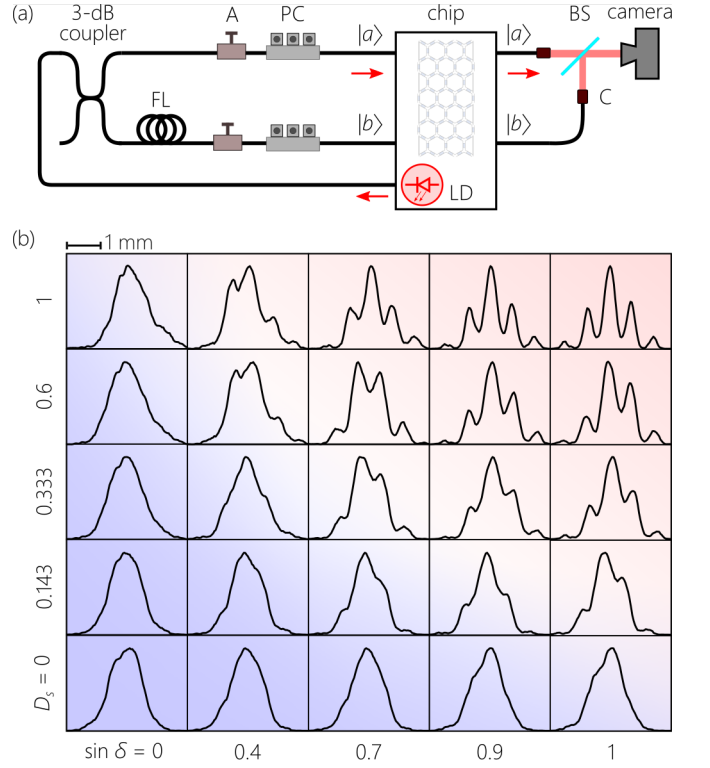 (a)
3-dB
coupler
A
PC
chip
BS
camera
|a⟩
|a⟩
FL
|b⟩
|b⟩
C
LD
(b)
1 mm
1
0.6
0.333
0.143
Dₛ = 0
sin δ = 0
0.4
0.7
0.9
1